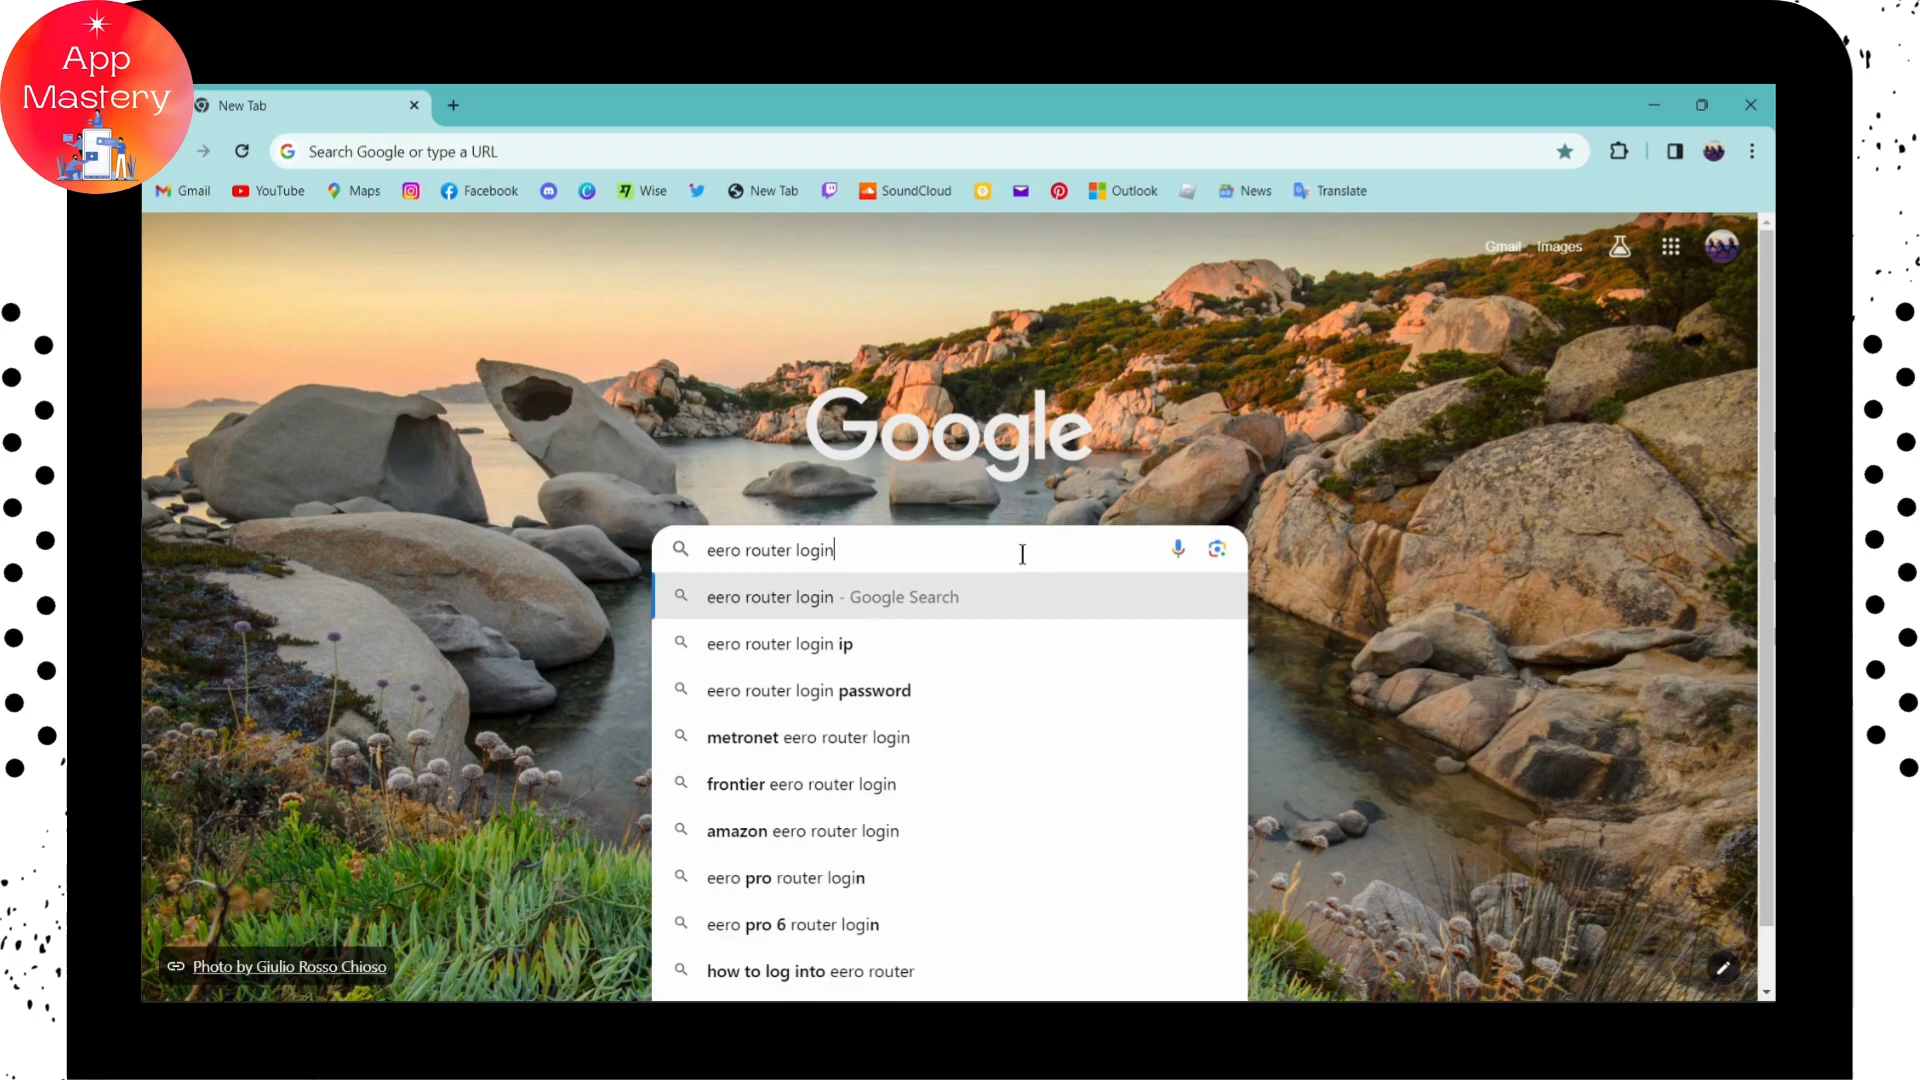 App
Mastery
New Tab
Search Google or type a URL
Gmail YouTube Maps Facebook Wise New Tab SoundCloud Outlook News Translate
Gmail Images
Google
eero router login
eero router login - Google Search
eero router login ip
eero router login password
metronet eero router login
frontier eero router login
amazon eero router login
eero pro router login
eero pro 6 router login
how to log into eero router
Photo by Giulio Rosso Chioso